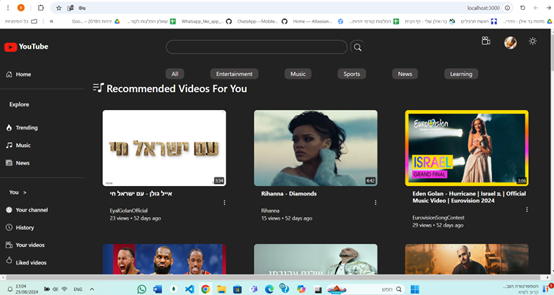 localhost:3000
YouTube
Home
Explore
Trending
Music
News
You >
Your channel
History
Your videos
Liked videos
All
Entertainment
Music
Sports
News
Learning
Recommended Videos For You
עם ישראל חי
3:34
אייל גולן - עם ישראל חי
EyalGolanOfficial
23 views • 52 days ago
4:42
Rihanna - Diamonds
Rihanna
15 views • 52 days ago
EUROVISION
ISRAEL
GRAND FINAL
3:06
Eden Golan - Hurricane | Israel | Official
Music Video | Eurovision 2024
EurovisionSongContest
29 views • 52 days ago
13:04
25/08/2024
ENG
חיפוש